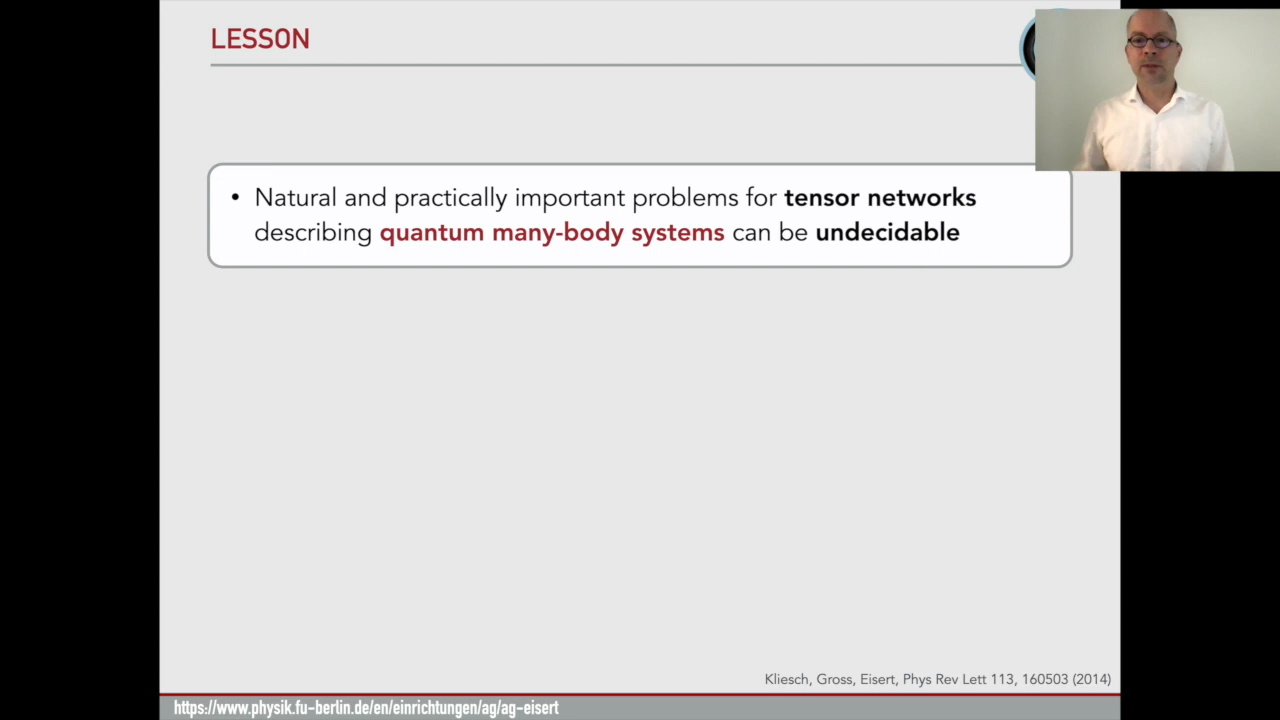 LESSON
• Natural and practically important problems for tensor networks
describing quantum many-body systems can be undecidable
Kliesch, Gross, Eisert, Phys Rev Lett 113, 160503 (2014)
https://www.physik.fu-berlin.de/en/einrichtungen/ag/ag-eisert